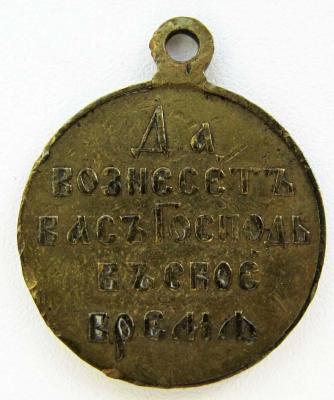 Да
вознесетъ
васъ Господь
въ свое
время